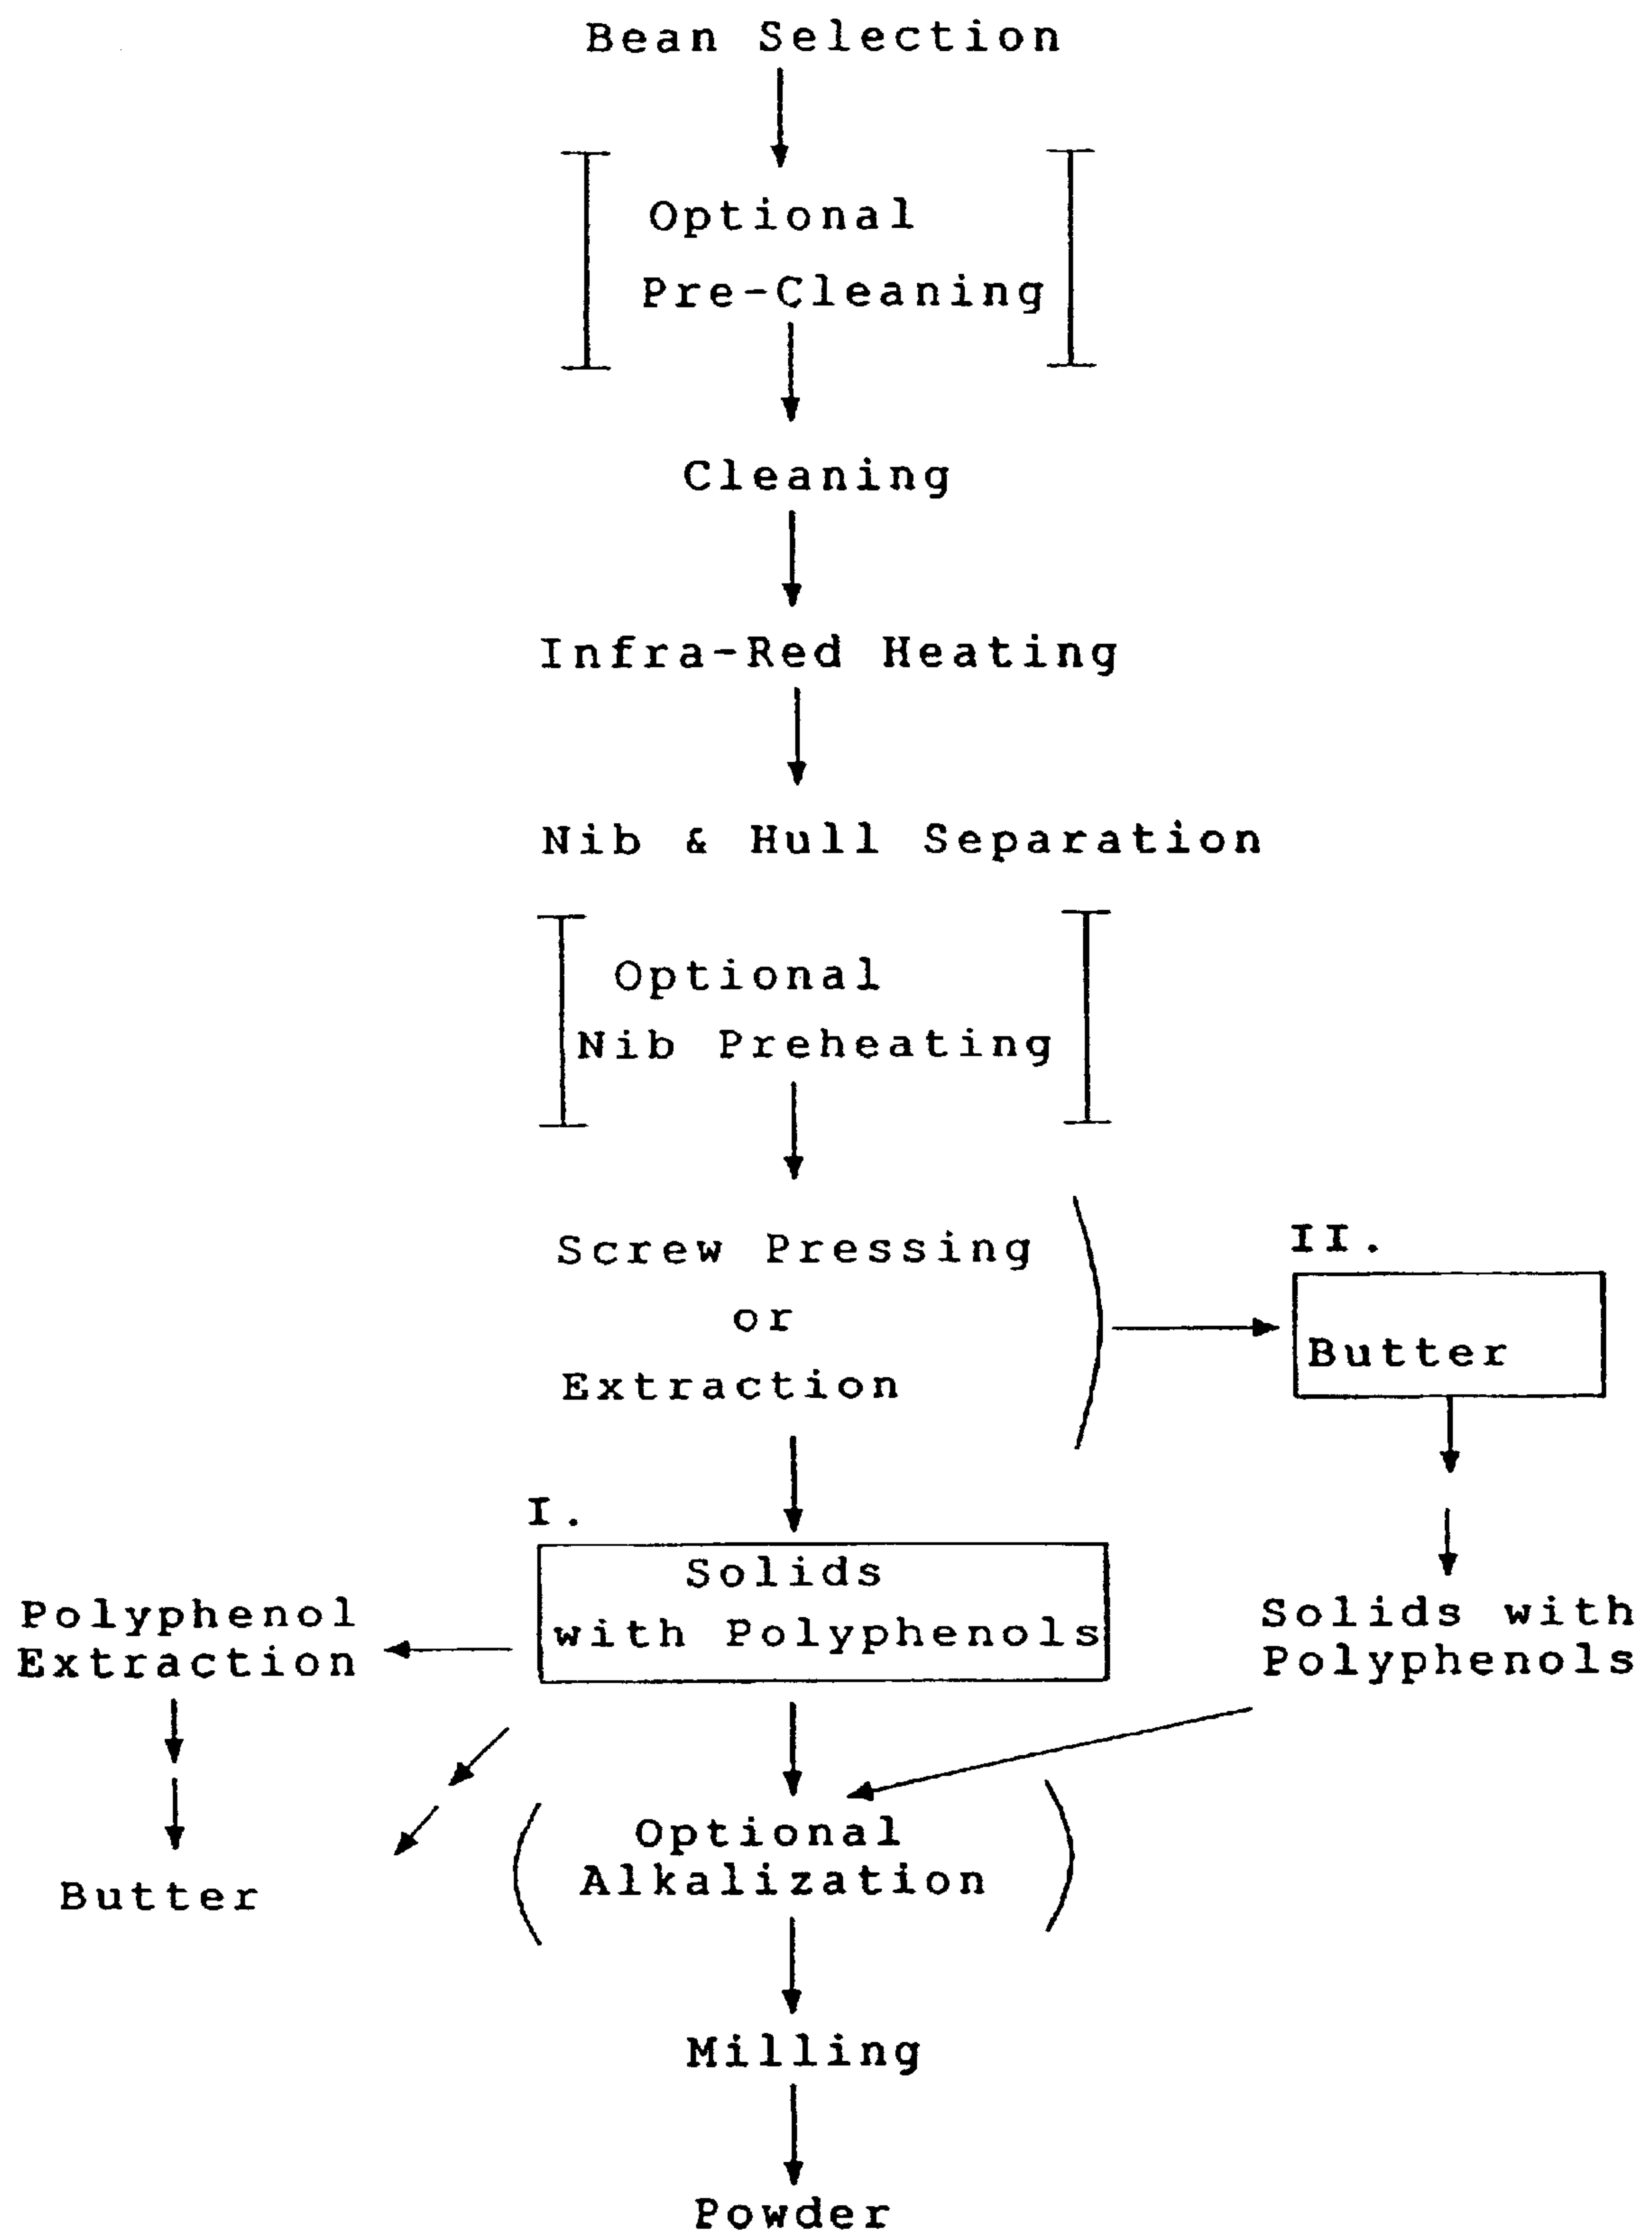 Bean Selection
Optional
Pre-Cleaning
Cleaning
Infra-Red Heating
Nib & Hull Separation
Optional
Nib Preheating
Screw Pressing
or
Extraction
II.
Butter
I.
Solids
with Polyphenols
Polyphenol
Extraction
Solids with
Polyphenols
Butter
Optional
Alkalization
Milling
Powder